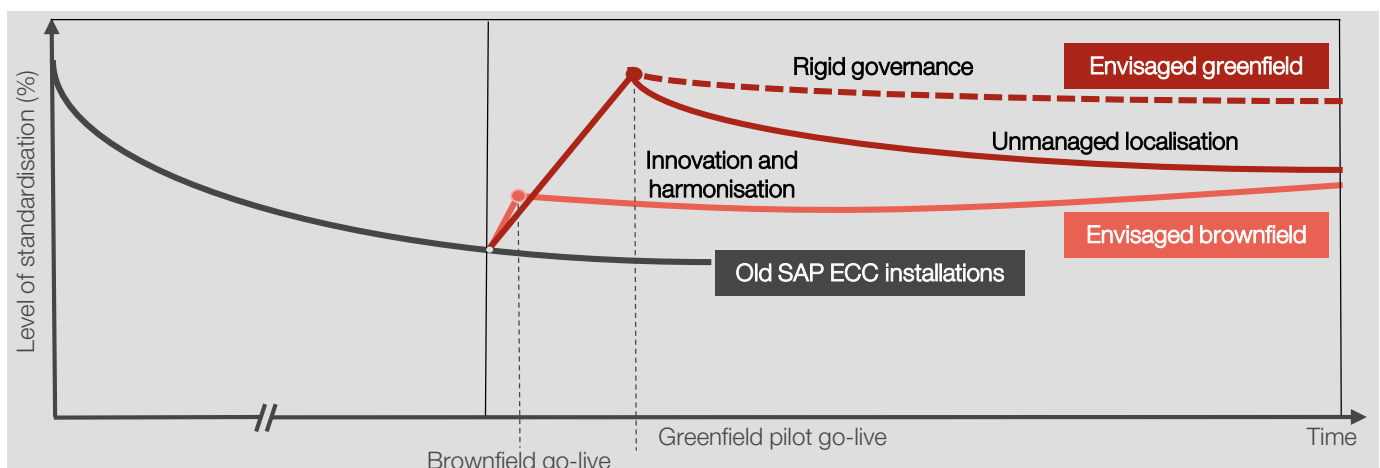 Level of standardisation (%)
Rigid governance
Envisaged greenfield
Unmanaged localisation
Innovation and
harmonisation
Envisaged brownfield
Old SAP ECC installations
Greenfield pilot go-live
Time
Brownfield go-live